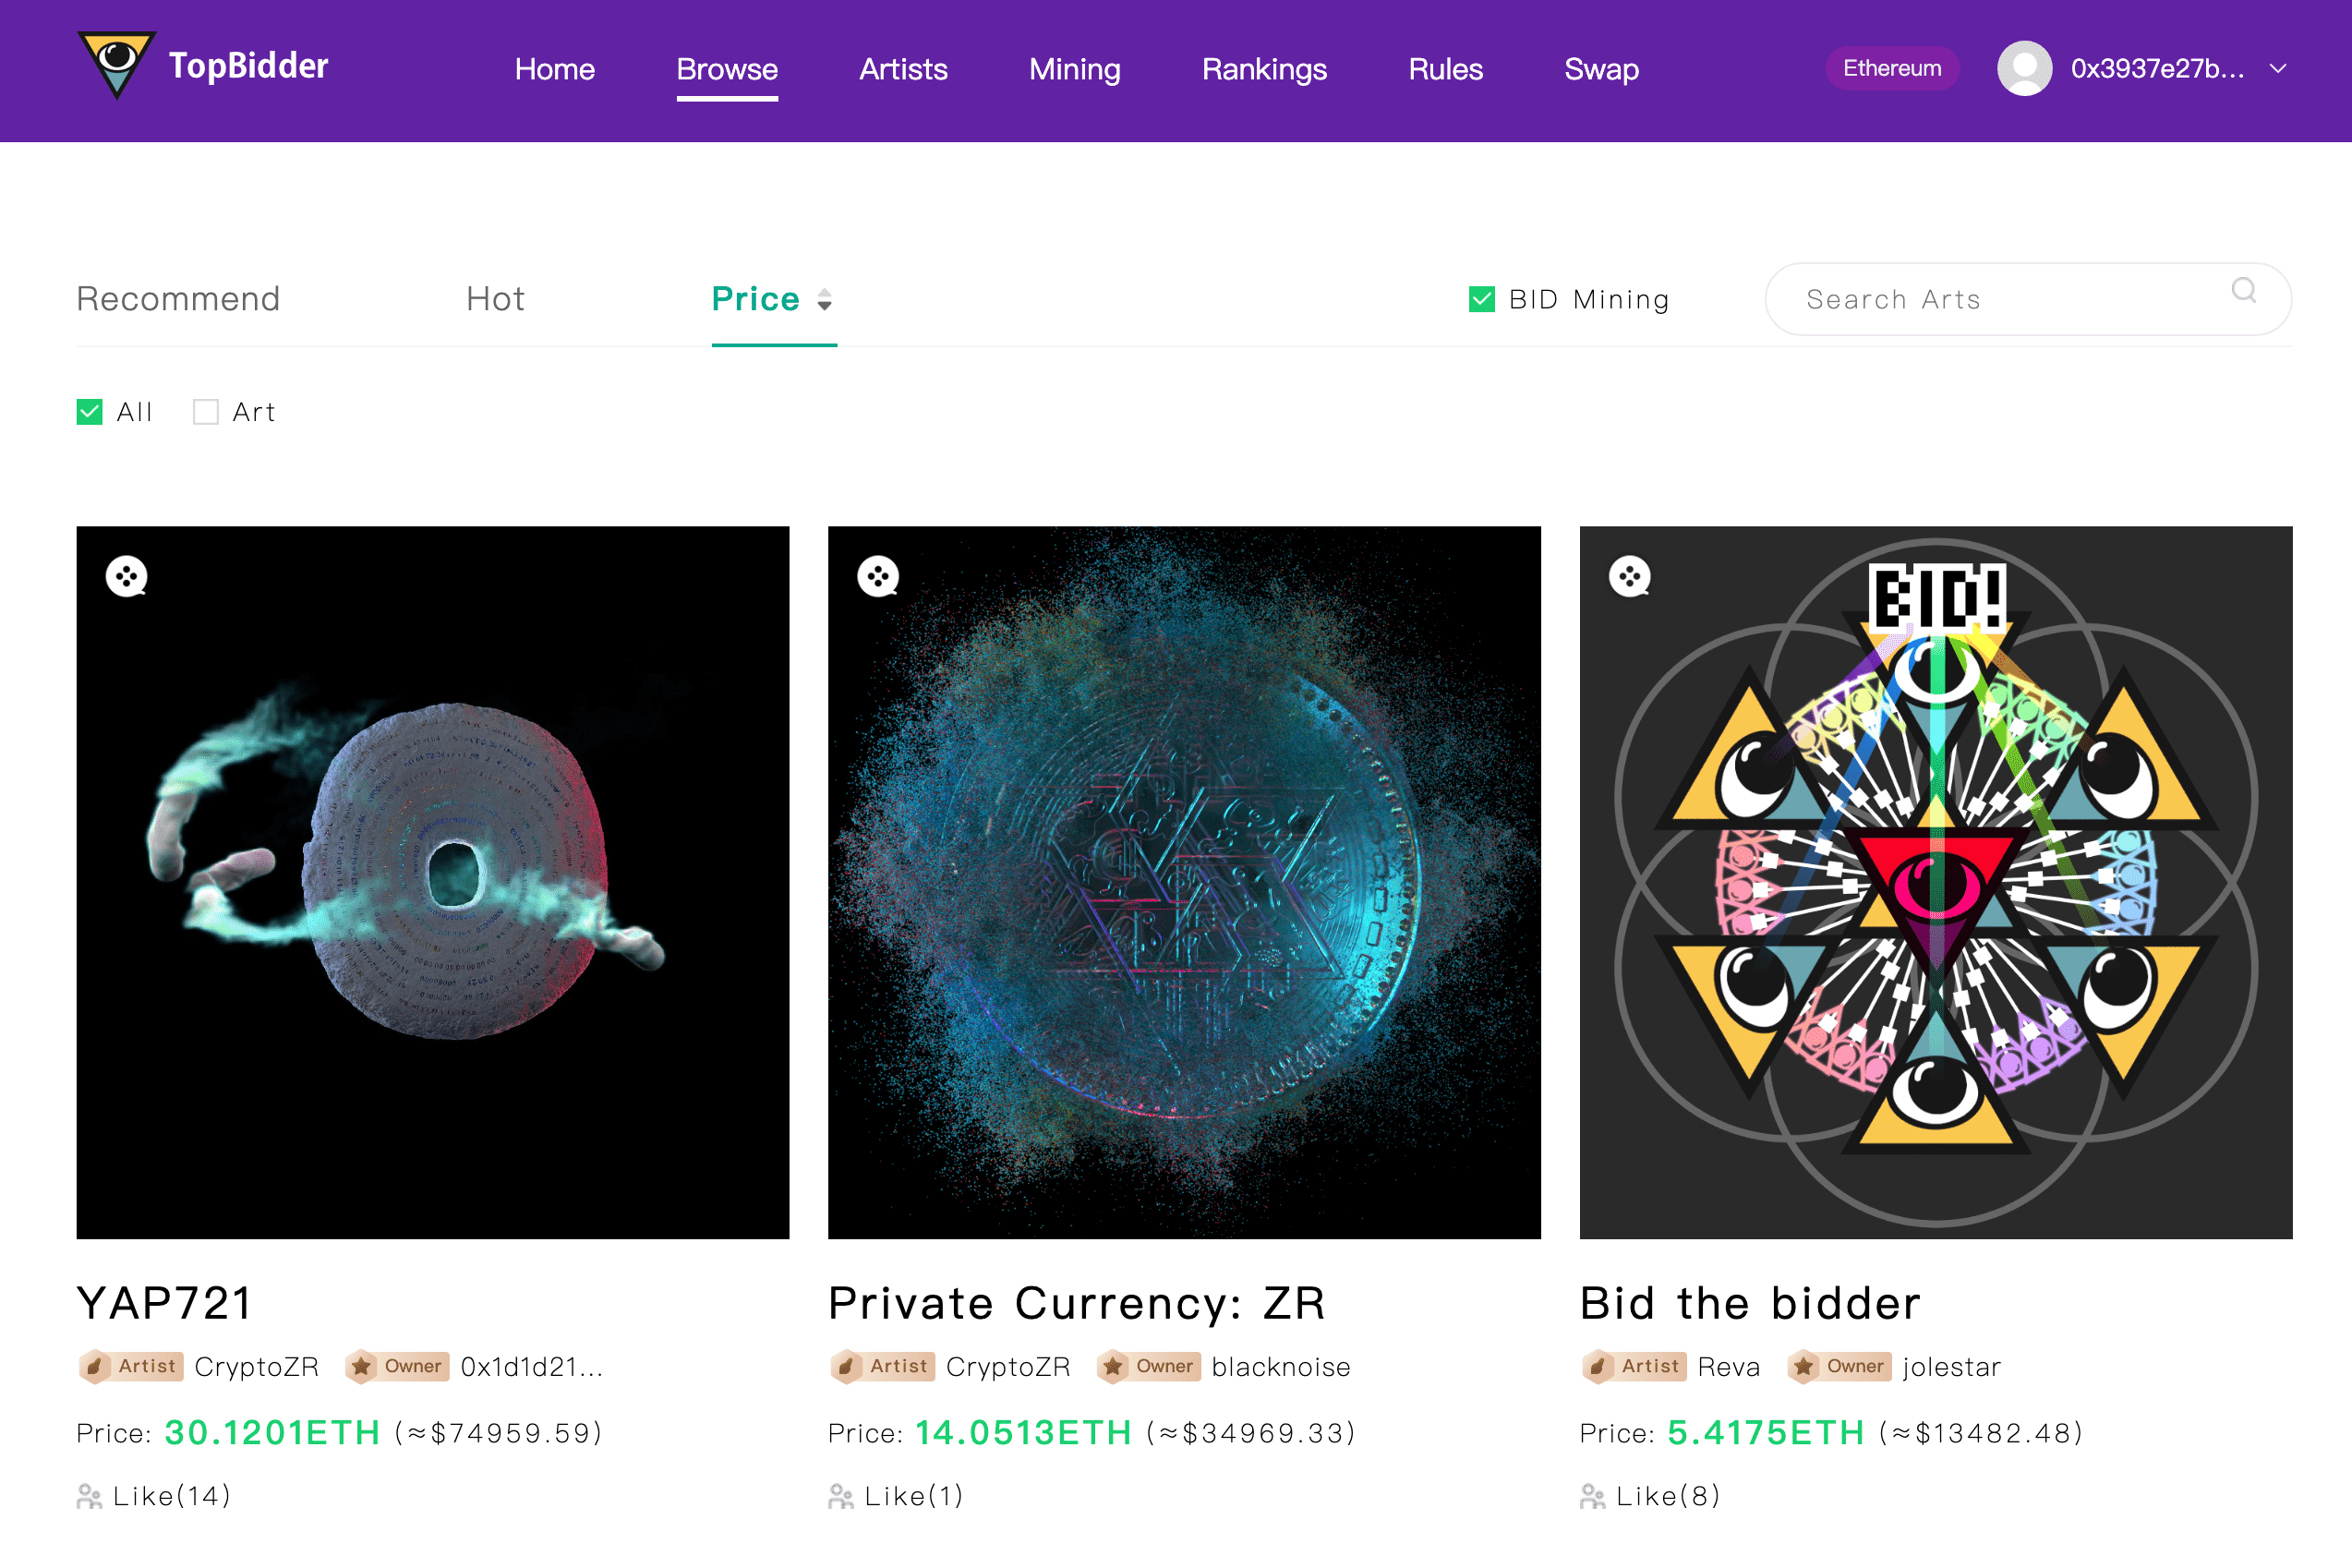 TopBidder
Home Browse Artists Mining Rankings Rules Swap Ethereum 0x3937e27b...
Recommend Hot Price BID Mining Search Arts
All Art
BID!
YAP721
Artist CryptoZR Owner 0x1d1d21...
Price: 30.1201ETH (≈$74959.59)
Like(14)
Private Currency: ZR
Artist CryptoZR Owner blacknoise
Price: 14.0513ETH (≈$34969.33)
Like(1)
Bid the bidder
Artist Reva Owner jolestar
Price: 5.4175ETH (≈$13482.48)
Like(8)